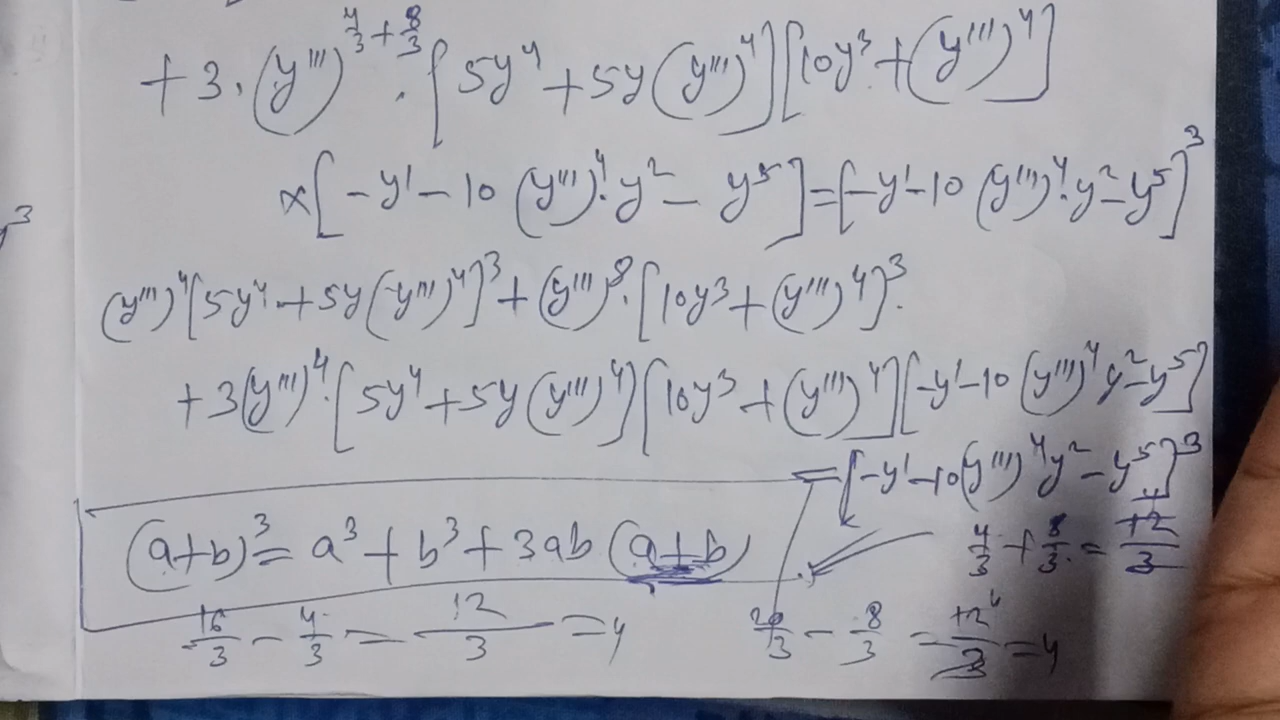 + 3. (y''')^{4/3 + 8/3} . [5y^4 + 5y (y''')^4] [10y^3 + (y''')^4]
× [-y' - 10 (y''')^4 . y^2 - y^5] = [-y' - 10 (y''')^4 . y^2 - y^5]^3
y^3
(y''')^4 [5y^4 + 5y (y''')^4]^3 + (y''')^8 . [10y^3 + (y''')^4]^3 .
+ 3 (y''')^4 . [5y^4 + 5y (y''')^4] [10y^3 + (y''')^4] [-y' - 10 (y''')^4 y^2 - y^5]
= [-y' - 10 (y''')^4 y^2 - y^5]^3
(a+b)^3 = a^3 + b^3 + 3ab (a+b)
4/3 + 8/3 = 12/3
16/3 - 4/3 = 12/3 = 4
20/3 - 8/3 = 12/3 = 4